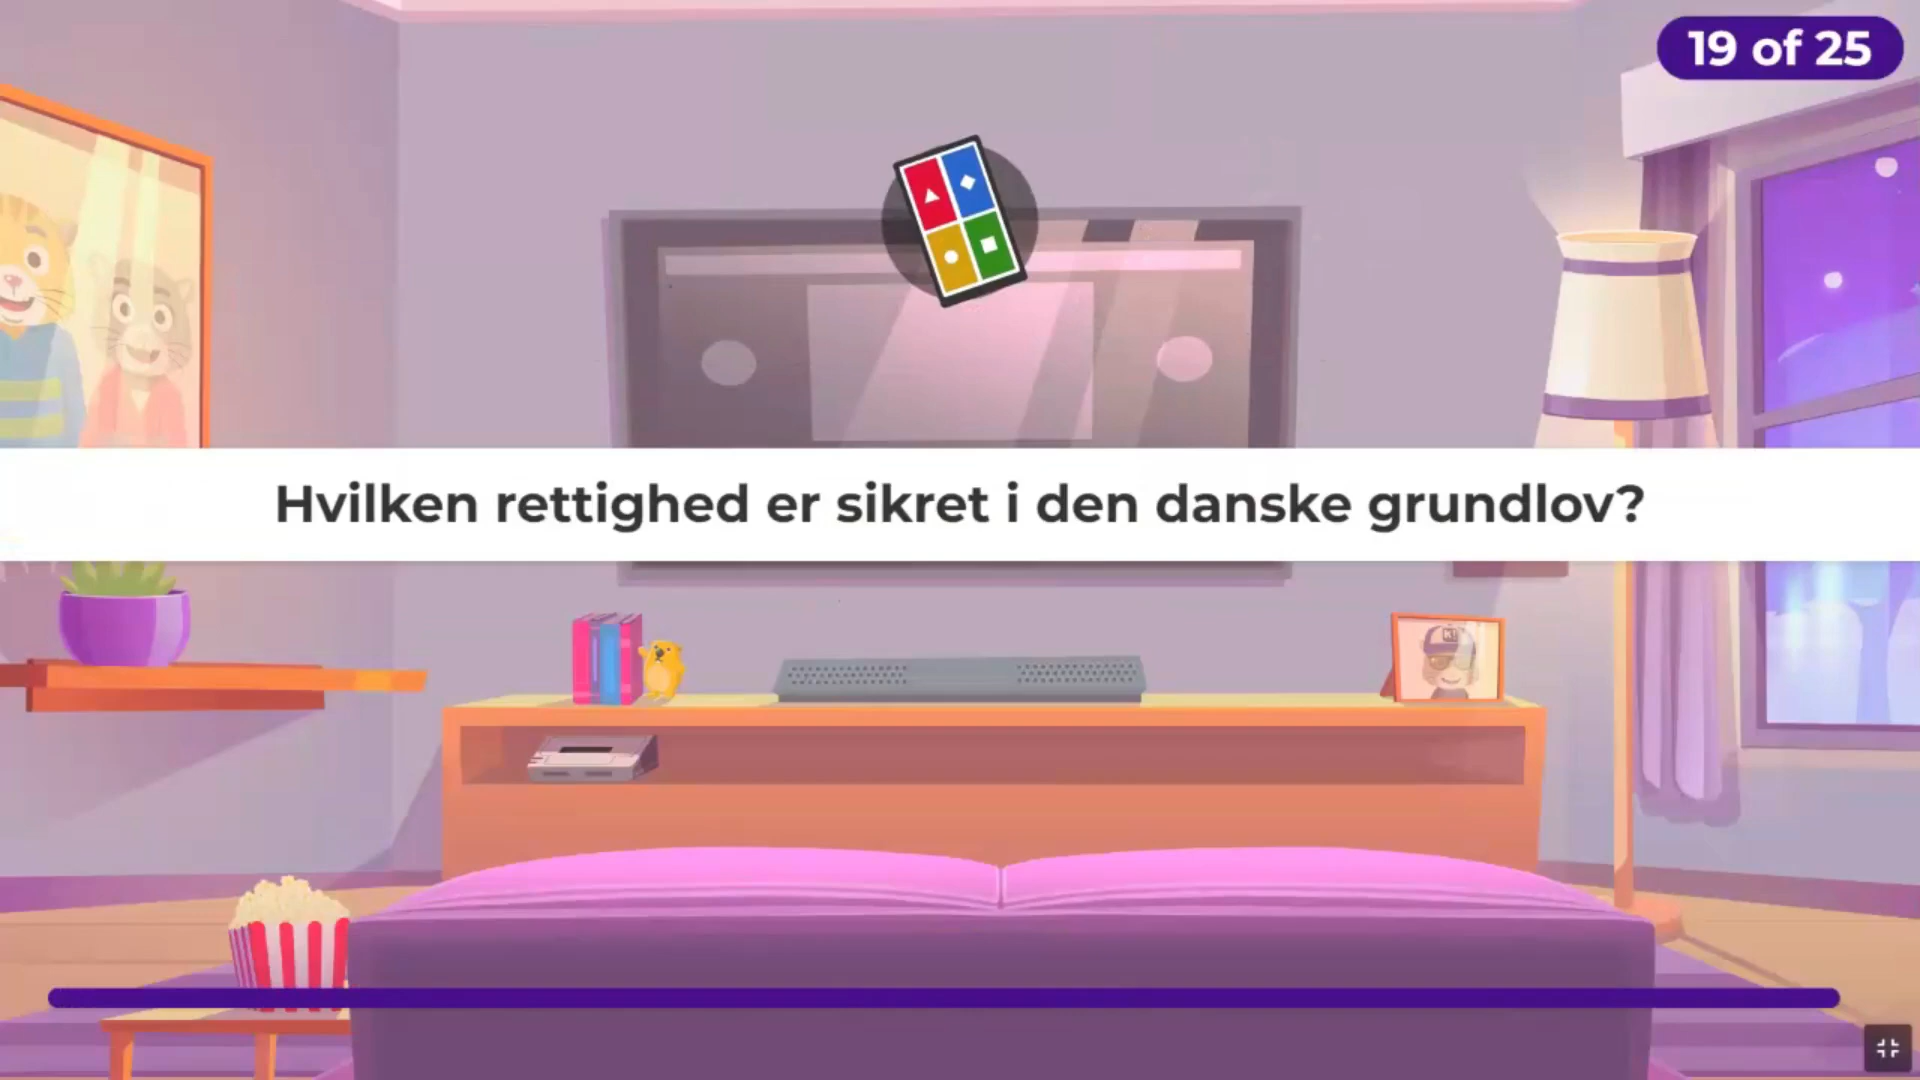 19 of 25
Hvilken rettighed er sikret i den danske grundlov?
K!